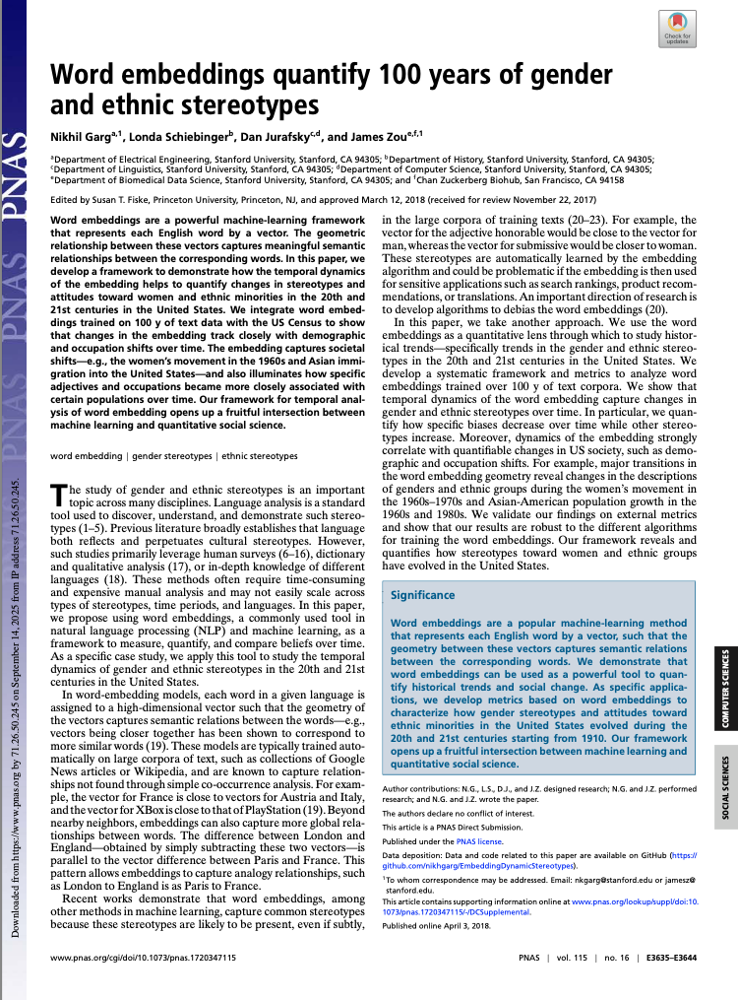 Check for
updates
Word embeddings quantify 100 years of gender
and ethnic stereotypes
Nikhil Garg^a,1, Londa Schiebinger^b, Dan Jurafsky^c,d, and James Zou^e,f,1
^aDepartment of Electrical Engineering, Stanford University, Stanford, CA 94305; ^bDepartment of History, Stanford University, Stanford, CA 94305;
^cDepartment of Linguistics, Stanford University, Stanford, CA 94305; ^dDepartment of Computer Science, Stanford University, Stanford, CA 94305;
^eDepartment of Biomedical Data Science, Stanford University, Stanford, CA 94305; and ^fChan Zuckerberg Biohub, San Francisco, CA 94158
Edited by Susan T. Fiske, Princeton University, Princeton, NJ, and approved March 12, 2018 (received for review November 22, 2017)
Word embeddings are a powerful machine-learning framework
that represents each English word by a vector. The geometric
relationship between these vectors captures meaningful semantic
relationships between the corresponding words. In this paper, we
develop a framework to demonstrate how the temporal dynamics
of the embedding helps to quantify changes in stereotypes and
attitudes toward women and ethnic minorities in the 20th and
21st centuries in the United States. We integrate word embed-
dings trained on 100 y of text data with the US Census to show
that changes in the embedding track closely with demographic
and occupation shifts over time. The embedding captures societal
shifts—e.g., the women's movement in the 1960s and Asian immi-
gration into the United States—and also illuminates how specific
adjectives and occupations became more closely associated with
certain populations over time. Our framework for temporal anal-
ysis of word embedding opens up a fruitful intersection between
machine learning and quantitative social science.
word embedding | gender stereotypes | ethnic stereotypes
The study of gender and ethnic stereotypes is an important
topic across many disciplines. Language analysis is a standard
tool used to discover, understand, and demonstrate such stereo-
types (1–5). Previous literature broadly establishes that language
both reflects and perpetuates cultural stereotypes. However,
such studies primarily leverage human surveys (6–16), dictionary
and qualitative analysis (17), or in-depth knowledge of different
languages (18). These methods often require time-consuming
and expensive manual analysis and may not easily scale across
types of stereotypes, time periods, and languages. In this paper,
we propose using word embeddings, a commonly used tool in
natural language processing (NLP) and machine learning, as a
framework to measure, quantify, and compare beliefs over time.
As a specific case study, we apply this tool to study the temporal
dynamics of gender and ethnic stereotypes in the 20th and 21st
centuries in the United States.
In word-embedding models, each word in a given language is
assigned to a high-dimensional vector such that the geometry of
the vectors captures semantic relations between the words—e.g.,
vectors being closer together has been shown to correspond to
more similar words (19). These models are typically trained auto-
matically on large corpora of text, such as collections of Google
News articles or Wikipedia, and are known to capture relation-
ships not found through simple co-occurrence analysis. For exam-
ple, the vector for France is close to vectors for Austria and Italy,
and the vector for XBox is close to that of PlayStation (19). Beyond
nearby neighbors, embeddings can also capture more global rela-
tionships between words. The difference between London and
England—obtained by simply subtracting these two vectors—is
parallel to the vector difference between Paris and France. This
pattern allows embeddings to capture analogy relationships, such
as London to England is as Paris to France.
Recent works demonstrate that word embeddings, among
other methods in machine learning, capture common stereotypes
because these stereotypes are likely to be present, even if subtly,
in the large corpora of training texts (20–23). For example, the
vector for the adjective honorable would be close to the vector for
man, whereas the vector for submissive would be closer to woman.
These stereotypes are automatically learned by the embedding
algorithm and could be problematic if the embedding is then used
for sensitive applications such as search rankings, product recom-
mendations, or translations. An important direction of research is
to develop algorithms to debias the word embeddings (20).
In this paper, we take another approach. We use the word
embeddings as a quantitative lens through which to study histor-
ical trends—specifically trends in the gender and ethnic stereo-
types in the 20th and 21st centuries in the United States. We
develop a systematic framework and metrics to analyze word
embeddings trained over 100 y of text corpora. We show that
temporal dynamics of the word embedding capture changes in
gender and ethnic stereotypes over time. In particular, we quan-
tify how specific biases decrease over time while other stereo-
types increase. Moreover, dynamics of the embedding strongly
correlate with quantifiable changes in US society, such as demo-
graphic and occupation shifts. For example, major transitions in
the word embedding geometry reveal changes in the descriptions
of genders and ethnic groups during the women's movement in
the 1960s–1970s and Asian-American population growth in the
1960s and 1980s. We validate our findings on external metrics
and show that our results are robust to the different algorithms
for training the word embeddings. Our framework reveals and
quantifies how stereotypes toward women and ethnic groups
have evolved in the United States.
Significance
Word embeddings are a popular machine-learning method
that represents each English word by a vector, such that the
geometry between these vectors captures semantic relations
between the corresponding words. We demonstrate that
word embeddings can be used as a powerful tool to quan-
tify historical trends and social change. As specific applica-
tions, we develop metrics based on word embeddings to
characterize how gender stereotypes and attitudes toward
ethnic minorities in the United States evolved during the
20th and 21st centuries starting from 1910. Our framework
opens up a fruitful intersection between machine learning and
quantitative social science.
Author contributions: N.G., L.S., D.J., and J.Z. designed research; N.G. and J.Z. performed
research; and N.G. and J.Z. wrote the paper.
The authors declare no conflict of interest.
This article is a PNAS Direct Submission.
Published under the PNAS license.
Data deposition: Data and code related to this paper are available on GitHub (https://
github.com/nikhgarg/EmbeddingDynamicStereotypes).
^1To whom correspondence may be addressed. Email: nkgarg@stanford.edu or jamesz@
stanford.edu.
This article contains supporting information online at www.pnas.org/lookup/suppl/doi:10.
1073/pnas.1720347115/-/DCSupplemental.
Published online April 3, 2018.
www.pnas.org/cgi/doi/10.1073/pnas.1720347115
PNAS | vol. 115 | no. 16 | E3635–E3644
PNAS PNAS PNAS
Downloaded from https://www.pnas.org by 71.26.50.245 on September 14, 2025 from IP address 71.26.50.245.
COMPUTER SCIENCES
SOCIAL SCIENCES